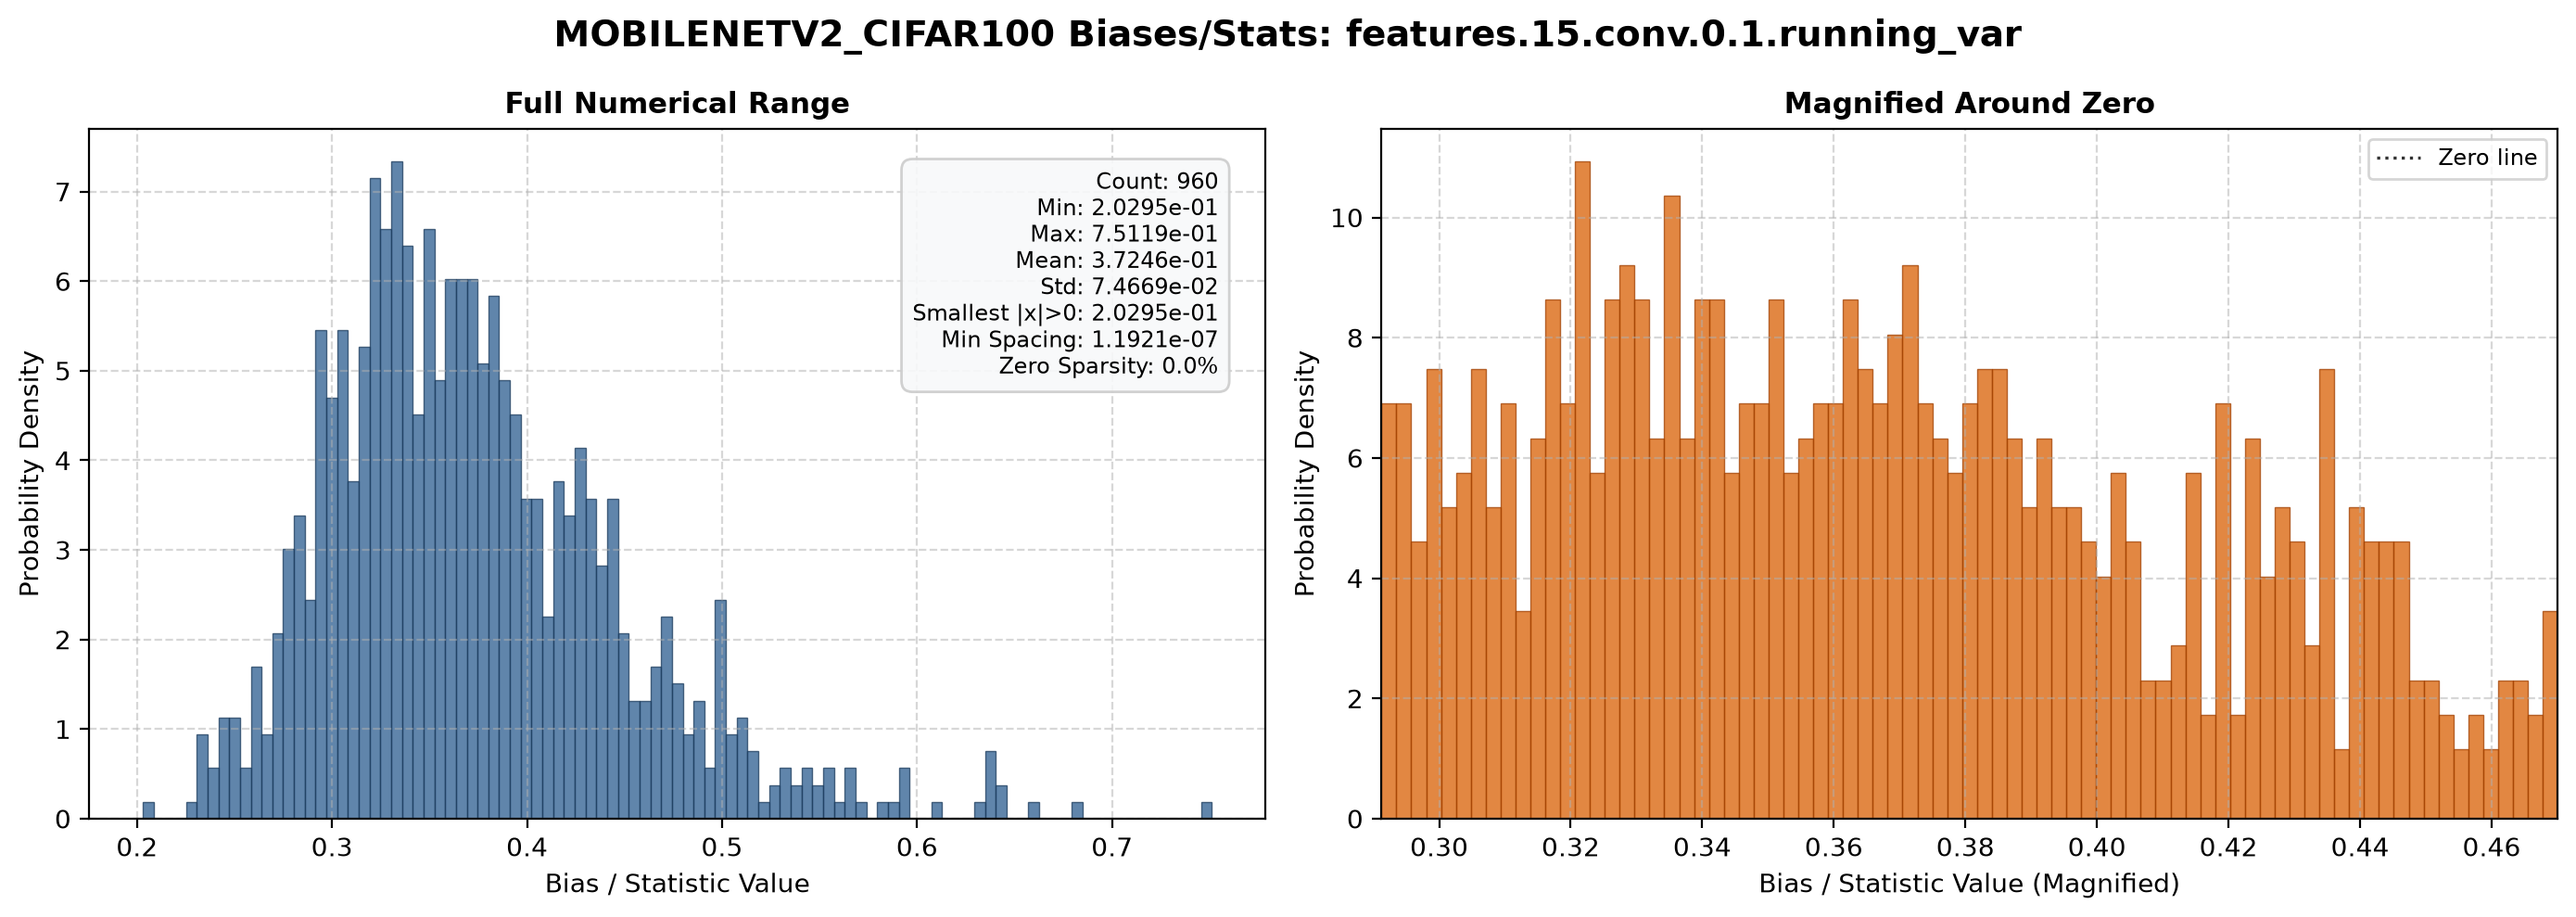 MOBILENETV2_CIFAR100 Biases/Stats: features.15.conv.0.1.running_var
Full Numerical Range
Probability Density
7
6
5
4
3
2
1
0
Count: 960
Min: 2.0295e-01
Max: 7.5119e-01
Mean: 3.7246e-01
Std: 7.4669e-02
Smallest |x|>0: 2.0295e-01
Min Spacing: 1.1921e-07
Zero Sparsity: 0.0%
0.2 0.3 0.4 0.5 0.6 0.7
Bias / Statistic Value
Magnified Around Zero
Probability Density
10
8
6
4
2
0
Zero line
0.30 0.32 0.34 0.36 0.38 0.40 0.42 0.44 0.46
Bias / Statistic Value (Magnified)